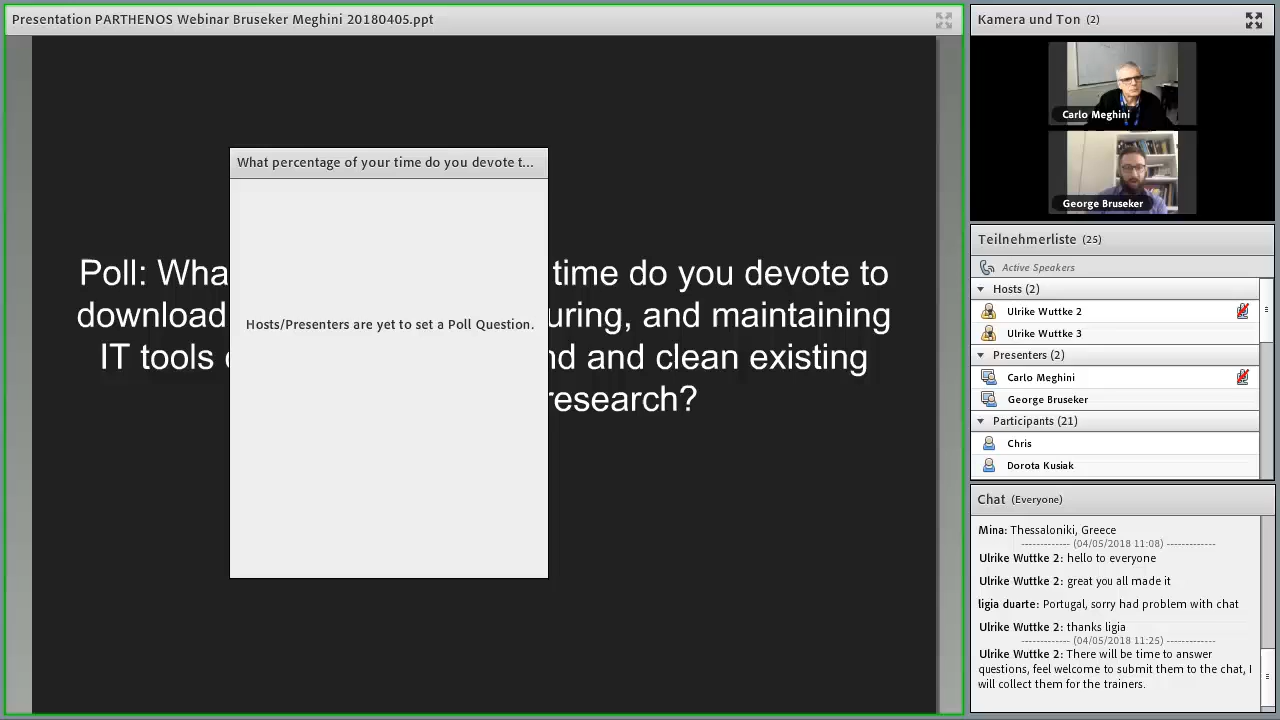 Presentation PARTHENOS Webinar Bruseker Meghini 20180405.ppt
What percentage of your time do you devote t...
Hosts/Presenters are yet to set a Poll Question.
Poll: Wha time do you devote to
download uring, and maintaining
IT tools nd and clean existing
research?
Kamera und Ton (2)
Carlo Meghini
George Bruseker
Teilnehmerliste (25)
Active Speakers
Hosts (2)
Ulrike Wuttke 2
Ulrike Wuttke 3
Presenters (2)
Carlo Meghini
George Bruseker
Participants (21)
Chris
Dorota Kusiak
Chat (Everyone)
Mina: Thessaloniki, Greece
------------- (04/05/2018 11:08) -------------
Ulrike Wuttke 2: hello to everyone
Ulrike Wuttke 2: great you all made it
ligia duarte: Portugal, sorry had problem with chat
Ulrike Wuttke 2: thanks ligia
------------- (04/05/2018 11:25) -------------
Ulrike Wuttke 2: There will be time to answer
questions, feel welcome to submit them to the chat, I
will collect them for the trainers.